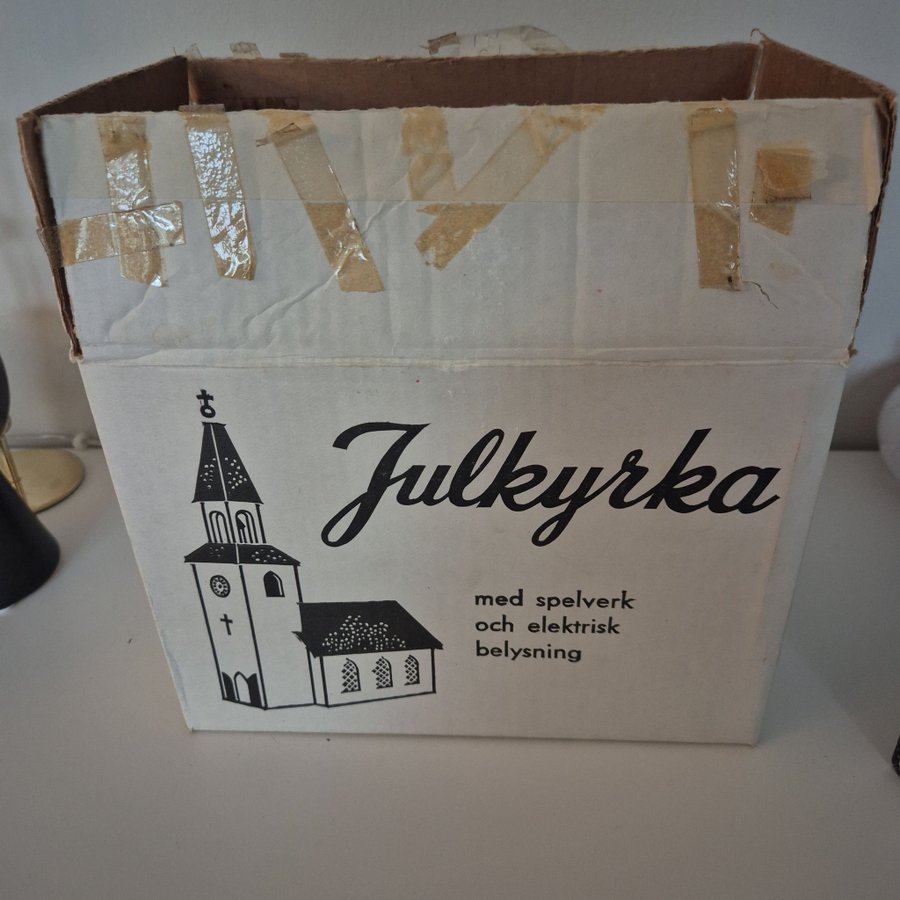 Julkyrka
med spelverk
och elektrisk
belysning